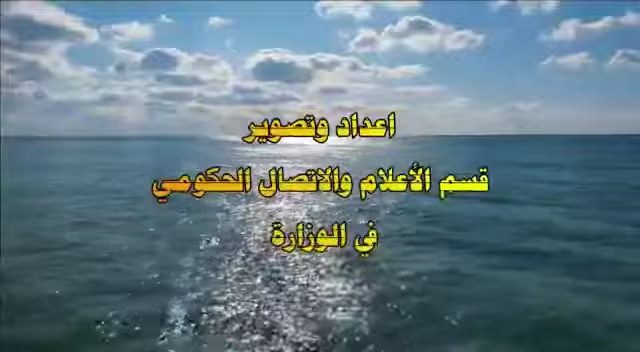 اعداد وتصوير
قسم الأعلام والاتصال الحكومي
في الوزارة